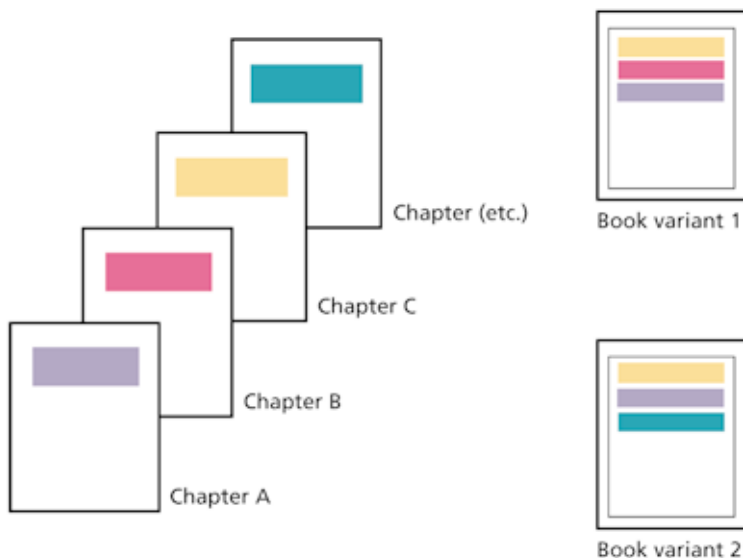 Chapter (etc.)
Chapter C
Chapter B
Chapter A
Book variant 1
Book variant 2